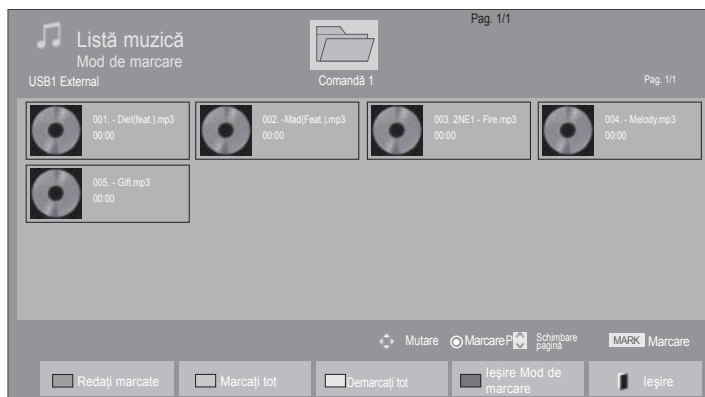 Pag. 1/1
Listă muzică
Mod de marcare
USB1 External
Comandă 1
Pag. 1/1
001. - Diet(feat.).mp3
00:00
002. -Mad(Feat.).mp3
00:00
003. 2NE1 - Fire.mp3
00:00
004. - Melody.mp3
00:00
005. - Gift.mp3
00:00
Mutare
Marcare
P
Schimbare
pagină
MARK Marcare
Redați marcate
Marcați tot
Demarcați tot
Ieșire Mod de
marcare
Ieșire